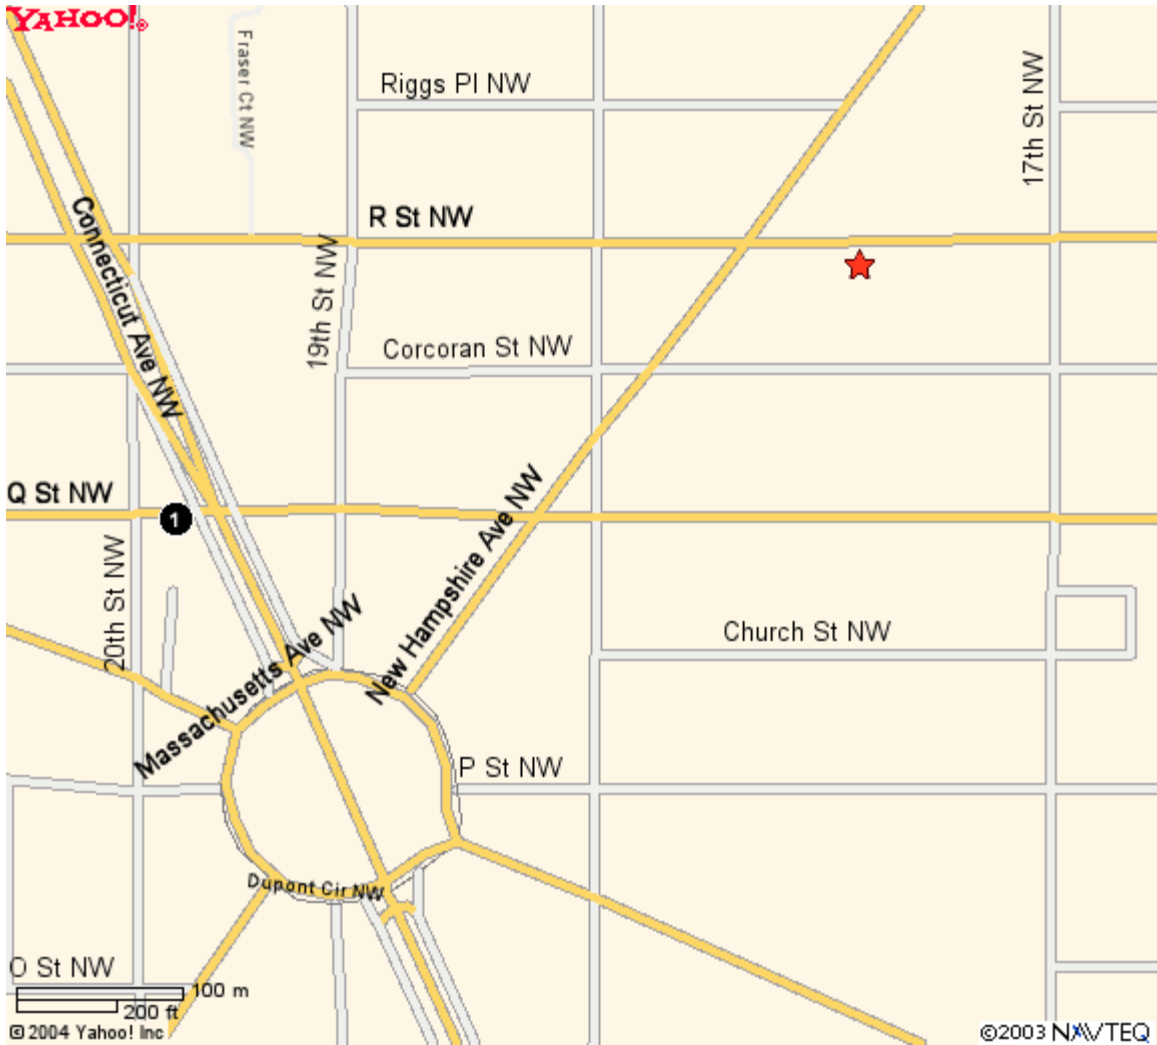 YAHOO!®
Fraser Ct NW
Riggs Pl NW
17th St NW
Connecticut Ave NW
R St NW
19th St NW
Corcoran St NW
Q St NW
1
New Hampshire Ave NW
20th St NW
Massachusetts Ave NW
Church St NW
P St NW
Dupont Cir NW
O St NW
100 m
200 ft
© 2004 Yahoo! Inc
©2003 NAVTEQ